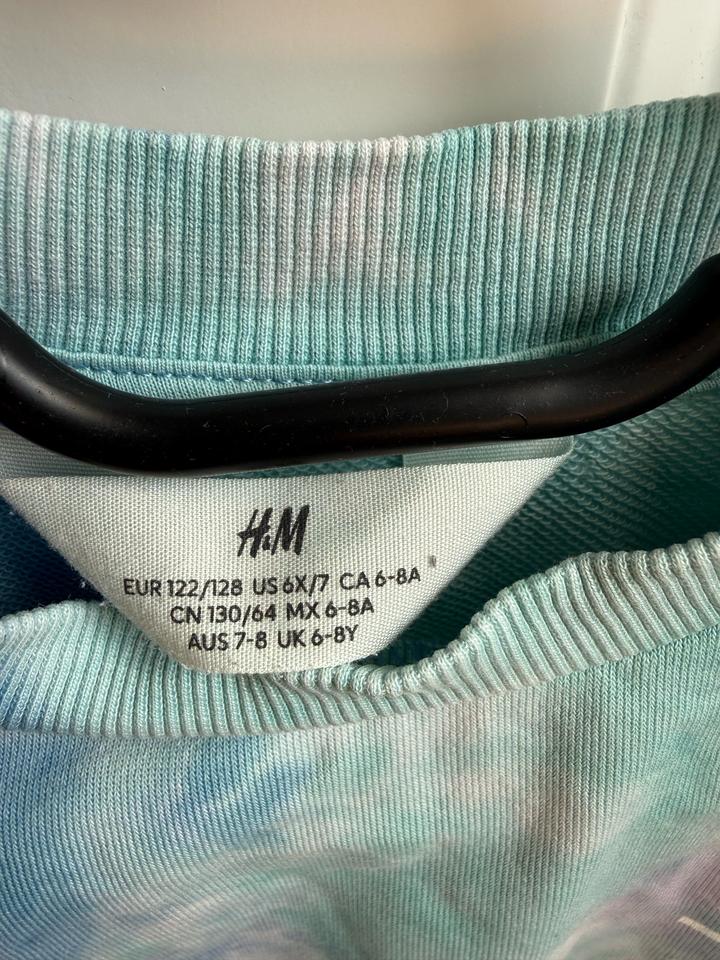 H&M
EUR 122/128 US 6X/7 CA 6-8A
CN 130/64 MX 6-8A
AUS 7-8 UK 6-8Y